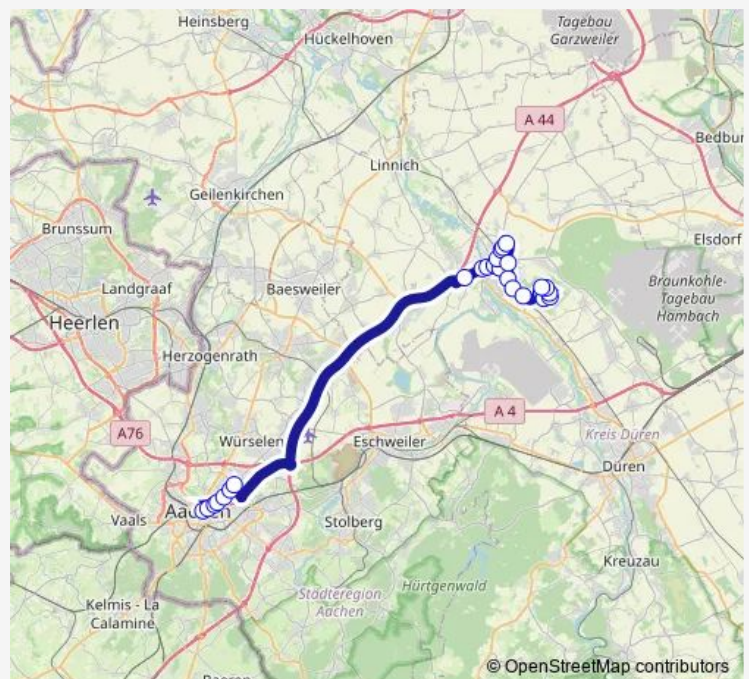 Heinsberg
Hückelhoven
Tagebau
Garzweiler
A 44
Bedbur
Linnich
Geilenkirchen
Brunssum
Elsdorf
Landgraaf
Baesweiler
Braunkohle-
Tagebau
Hambach
Heerlen
Herzogenrath
A 4
A76
Würselen
Eschweiler
Kreis Düren
Düren
Vaals
Aachen
Stolberg
Kreuzau
Hürtgenwald
Städteregion
Aachen
Kelmis - La
Calamine
© OpenStreetMap contributors